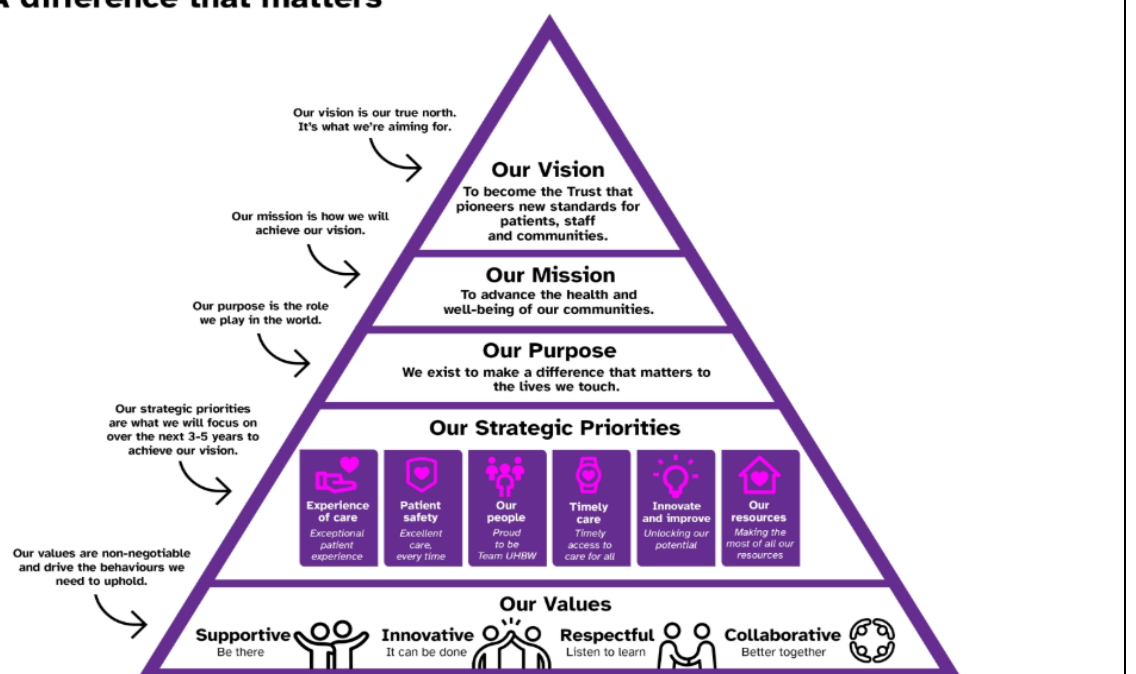 A difference that matters
Our vision is our true north.
It's what we're aiming for.
Our Vision
To become the Trust that
pioneers new standards for
patients, staff
and communities.
Our mission is how we will
achieve our vision.
Our Mission
To advance the health and
well-being of our communities.
Our purpose is the role
we play in the world.
Our Purpose
We exist to make a difference that matters to
the lives we touch.
Our strategic priorities
are what we will focus on
over the next 3-5 years to
achieve our vision.
Our Strategic Priorities
Experience
of care
Exceptional
patient
experience
Patient
safety
Excellent
care,
every time
Our
people
Proud
to be
Team UHBW
Timely
care
Timely
access to
care for all
Innovate
and improve
Unlocking our
potential
Our
resources
Making the
most of all our
resources
Our values are non-negotiable
and drive the behaviours we
need to uphold.
Our Values
Supportive
Be there
Innovative
It can be done
Respectful
Listen to learn
Collaborative
Better together